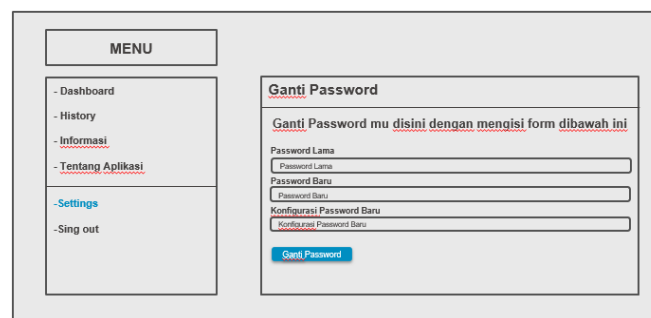 MENU
- Dashboard
- History
- Informasi
- Tentang Aplikasi
-Settings
-Sing out
Ganti Password
Ganti Password mu disini dengan mengisi form dibawah ini
Password Lama
Password Lama
Password Baru
Password Baru
Konfigurasi Password Baru
Konfigurasi Password Baru
Ganti Password